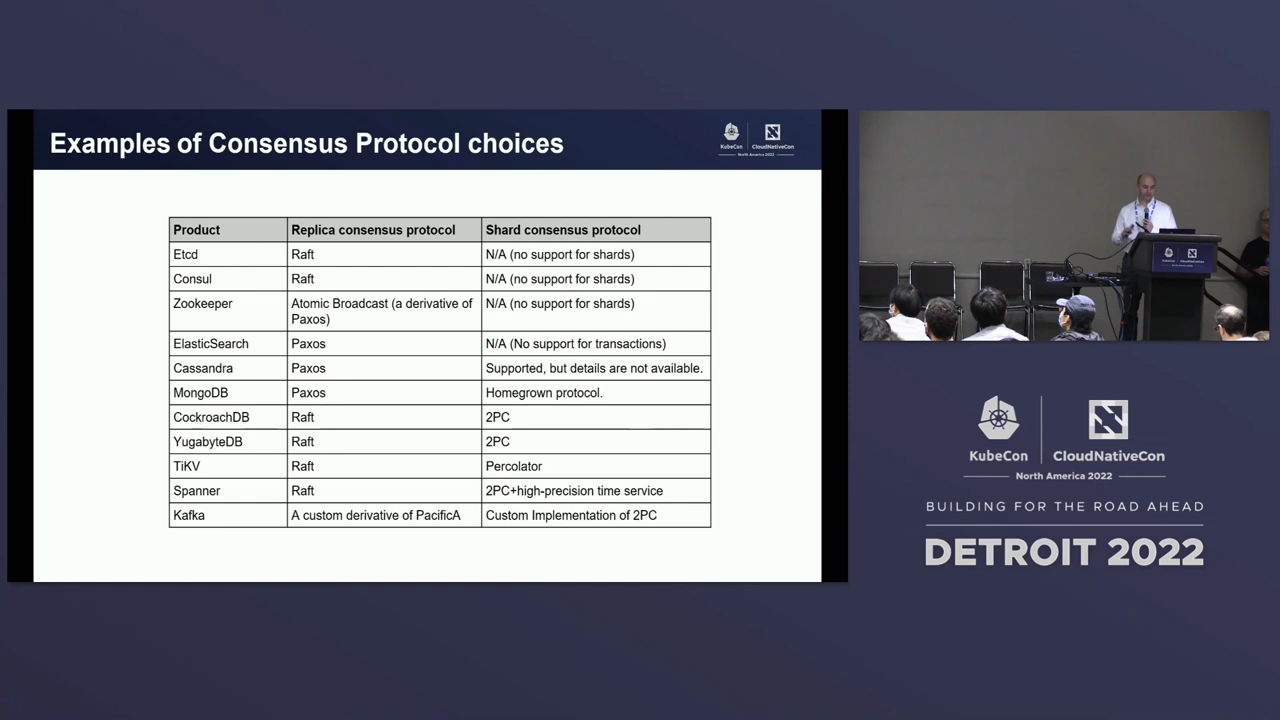 Examples of Consensus Protocol choices
KubeCon CloudNativeCon
North America 2022
Product Replica consensus protocol Shard consensus protocol
Etcd Raft N/A (no support for shards)
Consul Raft N/A (no support for shards)
Zookeeper Atomic Broadcast (a derivative of N/A (no support for shards)
Paxos)
ElasticSearch Paxos N/A (No support for transactions)
Cassandra Paxos Supported, but details are not available.
MongoDB Paxos Homegrown protocol.
CockroachDB Raft 2PC
YugabyteDB Raft 2PC
TiKV Raft Percolator
Spanner Raft 2PC+high-precision time service
Kafka A custom derivative of PacificA Custom Implementation of 2PC
KubeCon CloudNativeCon
North America 2022
BUILDING FOR THE ROAD AHEAD
DETROIT 2022